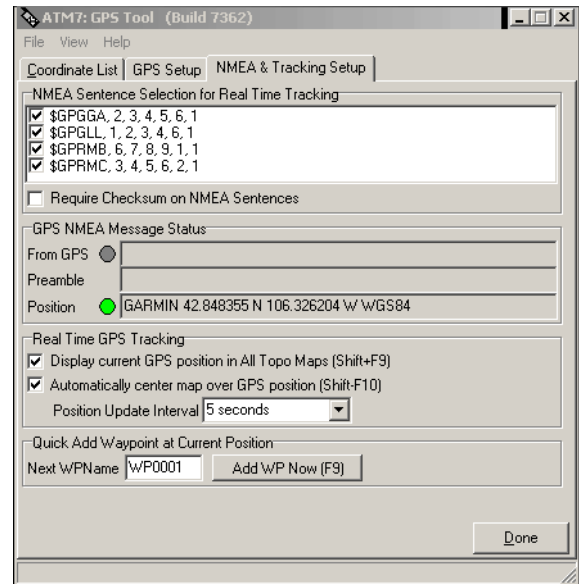 ATM7: GPS Tool (Build 7362)
File View Help
Coordinate List GPS Setup NMEA & Tracking Setup
NMEA Sentence Selection for Real Time Tracking
$GPGGA, 2, 3, 4, 5, 6, 1
$GPGLL, 1, 2, 3, 4, 6, 1
$GPRMB, 6, 7, 8, 9, 1, 1
$GPRMC, 3, 4, 5, 6, 2, 1
Require Checksum on NMEA Sentences
GPS NMEA Message Status
From GPS
Preamble
Position GARMIN 42.848355 N 106.326204 W WGS84
Real Time GPS Tracking
Display current GPS position in All Topo Maps (Shift+F9)
Automatically center map over GPS position (Shift-F10)
Position Update Interval 5 seconds
Quick Add Waypoint at Current Position
Next WPName WP0001 Add WP Now (F9)
Done